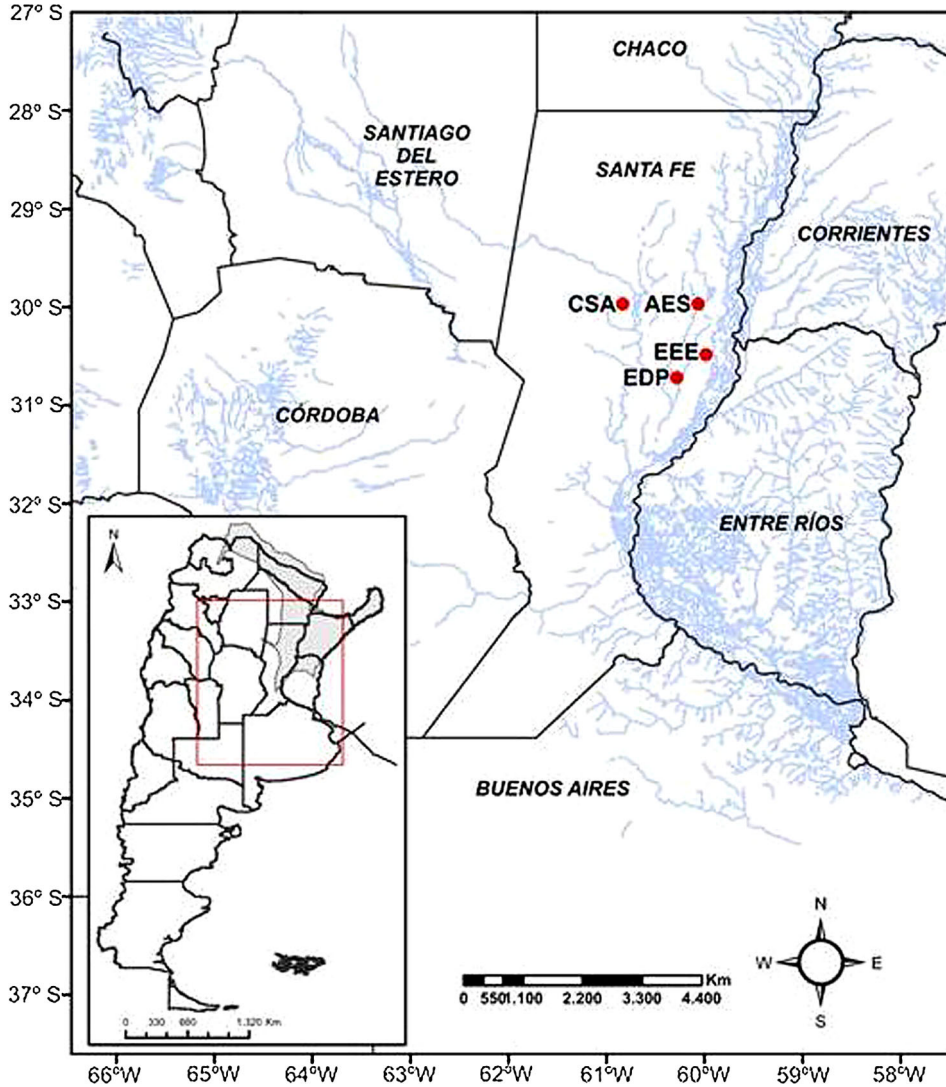 27° S
28° S
29° S
30° S
31° S
32° S
33° S
34° S
35° S
36° S
37° S
CHACO
SANTIAGO
DEL
ESTERO
SANTA FE
CORRIENTES
CSA
AES
EEE
EDP
CÓRDOBA
ENTRE RÍOS
BUENOS AIRES
N
0 330 660 1.320 Km
N
W E
S
Km
0 550 1.100 2.200 3.300 4.400
66°W 65°W 64°W 63°W 62°W 61°W 60°W 59°W 58°W